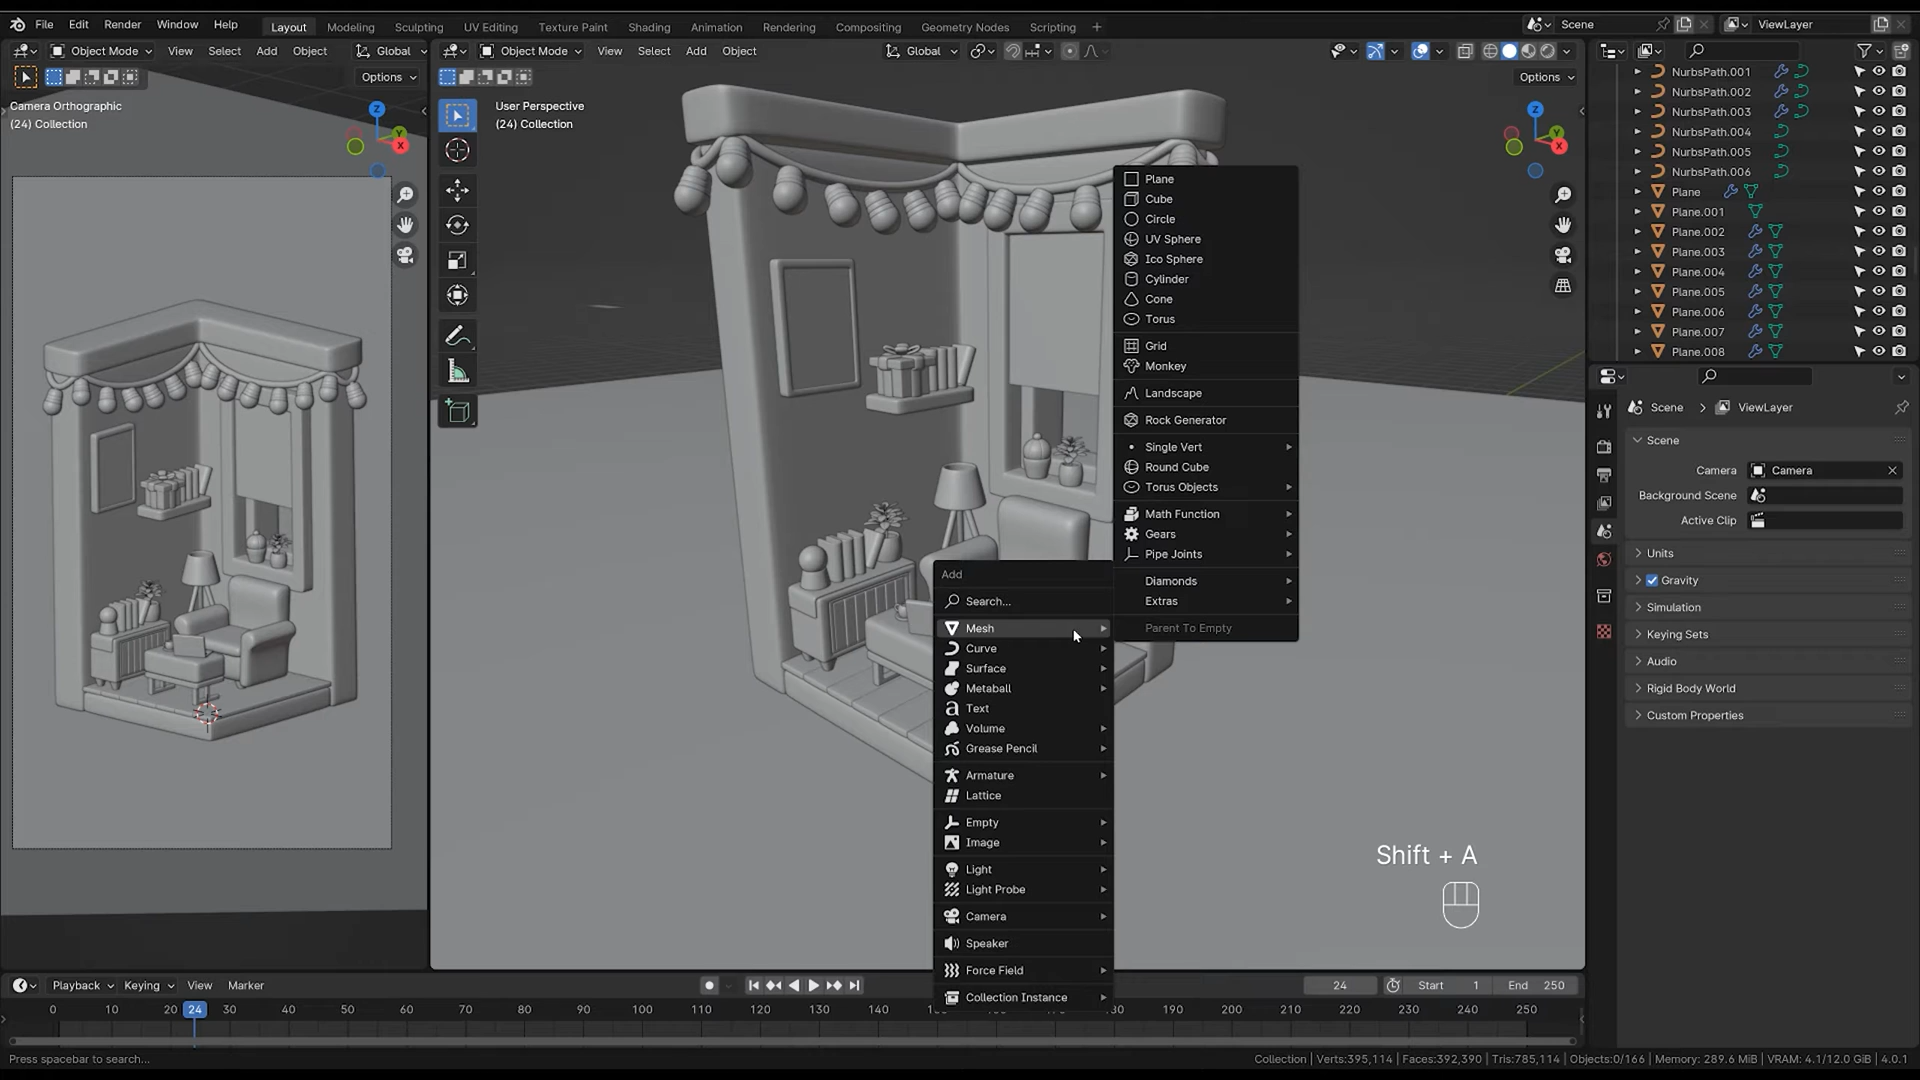 File Edit Render Window Help Layout Modeling Sculpting UV Editing Texture Paint Shading Animation Rendering Compositing Geometry Nodes Scripting + Scene ViewLayer
Object Mode View Select Add Object Global Object Mode View Select Add Object Global
Options Options
Camera Orthographic
(24) Collection
User Perspective
(24) Collection
Z
Y
X
Z
Y
X
Plane
Cube
Circle
UV Sphere
Ico Sphere
Cylinder
Cone
Torus
Grid
Monkey
Landscape
Rock Generator
Single Vert
Round Cube
Torus Objects
Math Function
Gears
Pipe Joints
Diamonds
Extras
Parent To Empty
Add
Search...
Mesh
Curve
Surface
Metaball
Text
Volume
Grease Pencil
Armature
Lattice
Empty
Image
Light
Light Probe
Camera
Speaker
Force Field
Collection Instance
Shift + A
NurbsPath.001
NurbsPath.002
NurbsPath.003
NurbsPath.004
NurbsPath.005
NurbsPath.006
Plane
Plane.001
Plane.002
Plane.003
Plane.004
Plane.005
Plane.006
Plane.007
Plane.008
Scene ViewLayer
Scene
Camera Camera
Background Scene
Active Clip
Units
Gravity
Simulation
Keying Sets
Audio
Rigid Body World
Custom Properties
Playback Keying View Marker 24 Start 1 End 250
0 10 20 24 30 40 50 60 70 80 90 100 110 120 130 140 180 190 200 210 220 230 240 250
Press spacebar to search... Collection | Verts:395,114 | Faces:392,390 | Tris:785,114 | Objects:0/166 | Memory: 289.6 MiB | VRAM: 4.1/12.0 GiB | 4.0.1